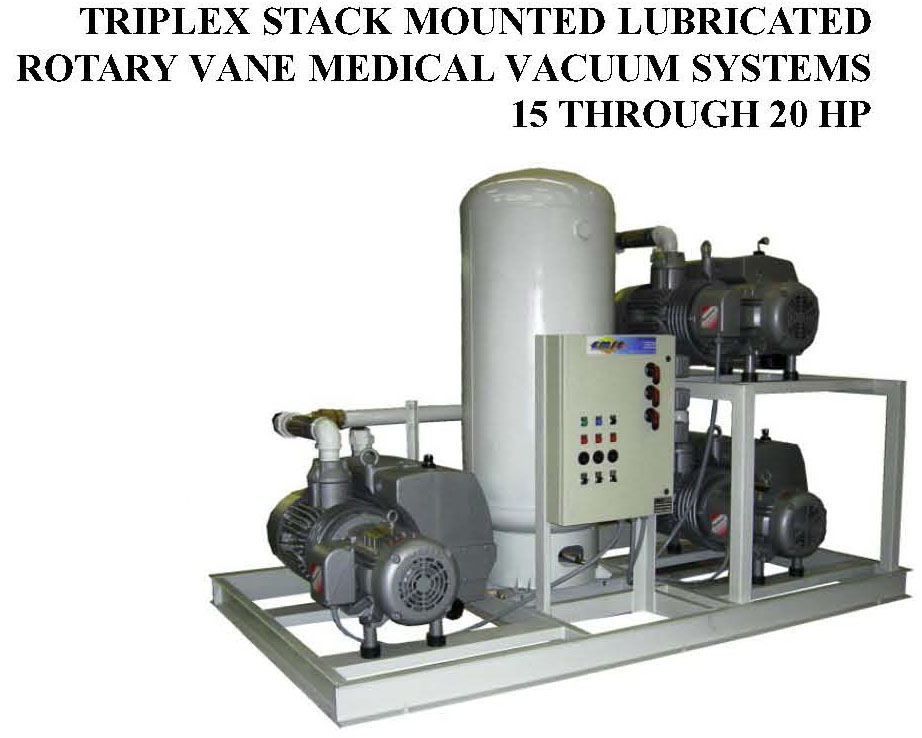 TRIPLEX STACK MOUNTED LUBRICATED
ROTARY VANE MEDICAL VACUUM SYSTEMS
15 THROUGH 20 HP